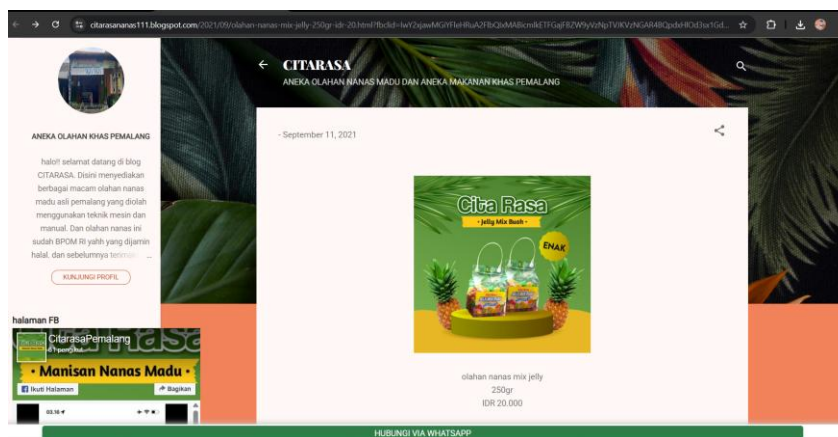 citarasananas111.blogspot.com/2021/09/olahan-nanas-mix-jelly-250gr-idr-20.html
CITARASA
ANEKA OLAHAN NANAS MADU DAN ANEKA MAKANAN KHAS PEMALANG
ANEKA OLAHAN KHAS PEMALANG
halo!! selamat datang di blog
CITARASA. Disini menyediakan
berbagai macam olahan nanas
madu asli pemalang yang diolah
menggunakan teknik mesin dan
manual. Dan olahan nanas ini
sudah BPOM RI yahh yang dijamin
halal. dan sebelumnya
KUNJUNGI PROFIL
halaman FB
CitarasaPemalang
• Manisan Nanas Madu •
Ikuti Halaman
Bagikan
03.16
- September 11, 2021
Cita Rasa
- Jelly Mix Buah -
ENAK
olahan nanas mix jelly
250gr
IDR 20.000
HUBUNGI VIA WHATSAPP